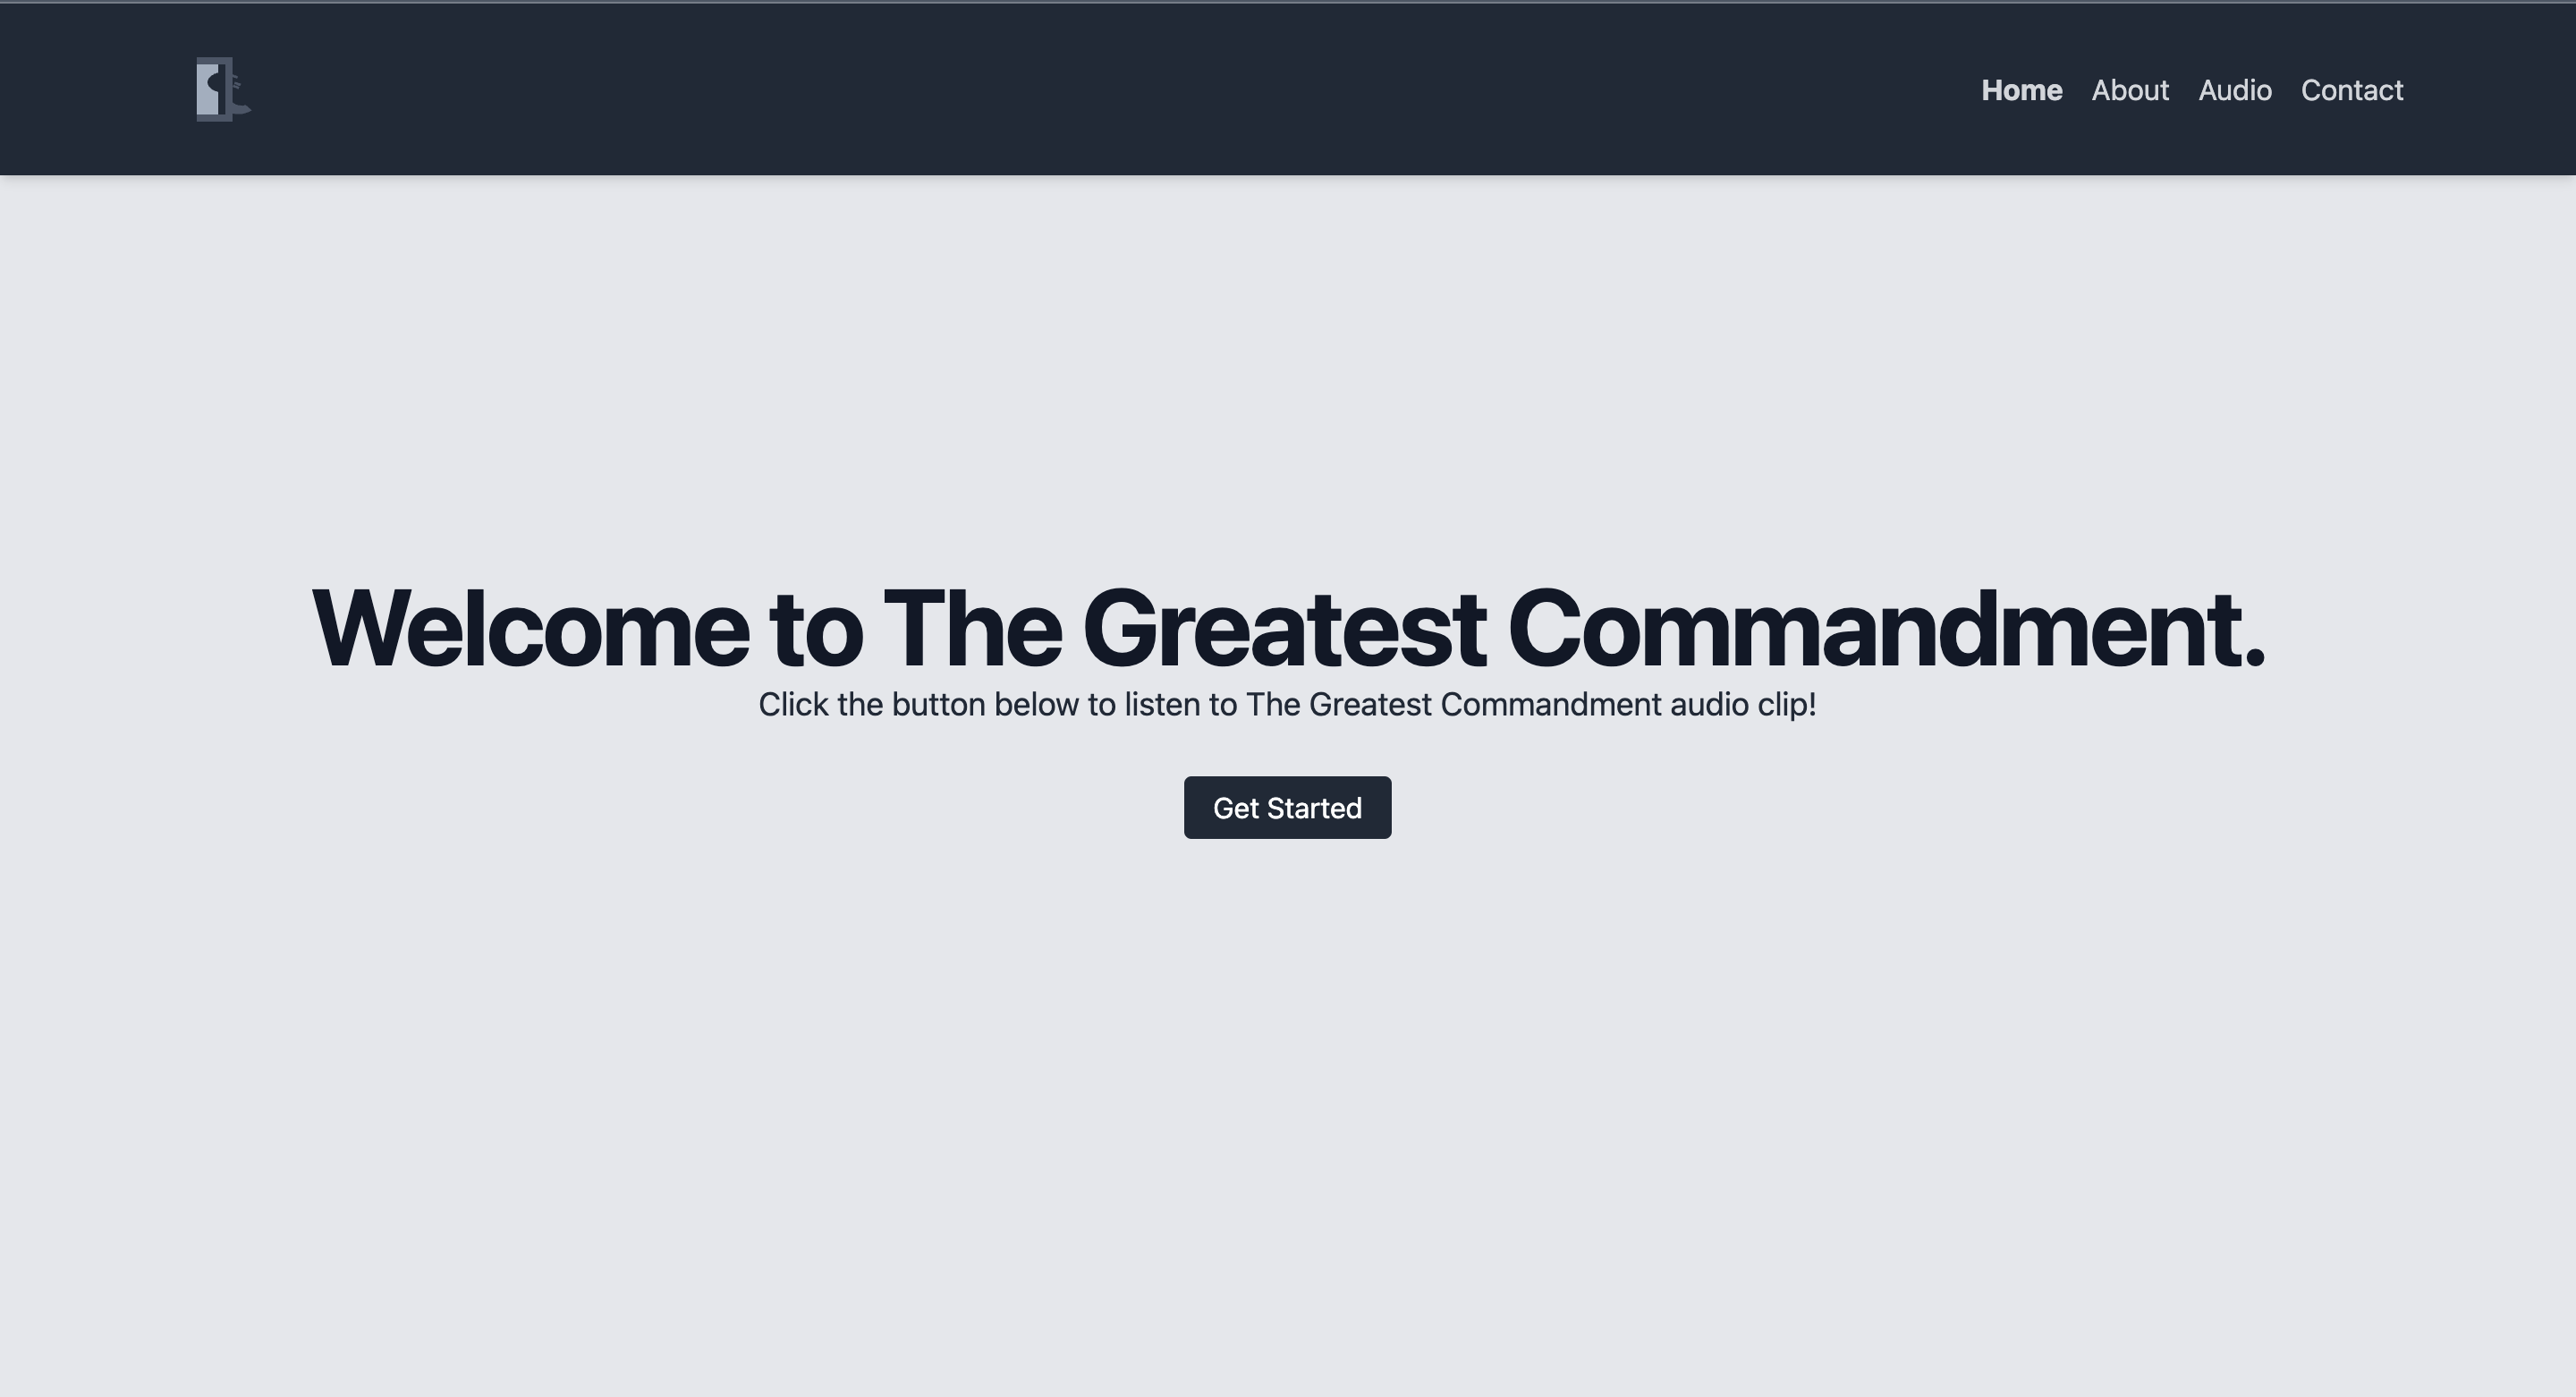 Home About Audio Contact
Welcome to The Greatest Commandment.
Click the button below to listen to The Greatest Commandment audio clip!
Get Started